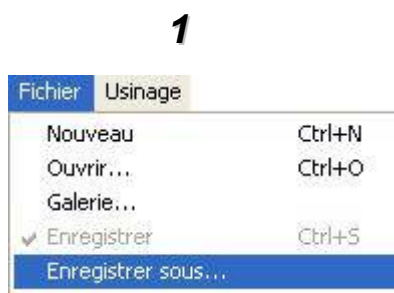 1
Fichier Usinage
Nouveau Ctrl+N
Ouvrir... Ctrl+O
Galerie...
Enregistrer Ctrl+S
Enregistrer sous...